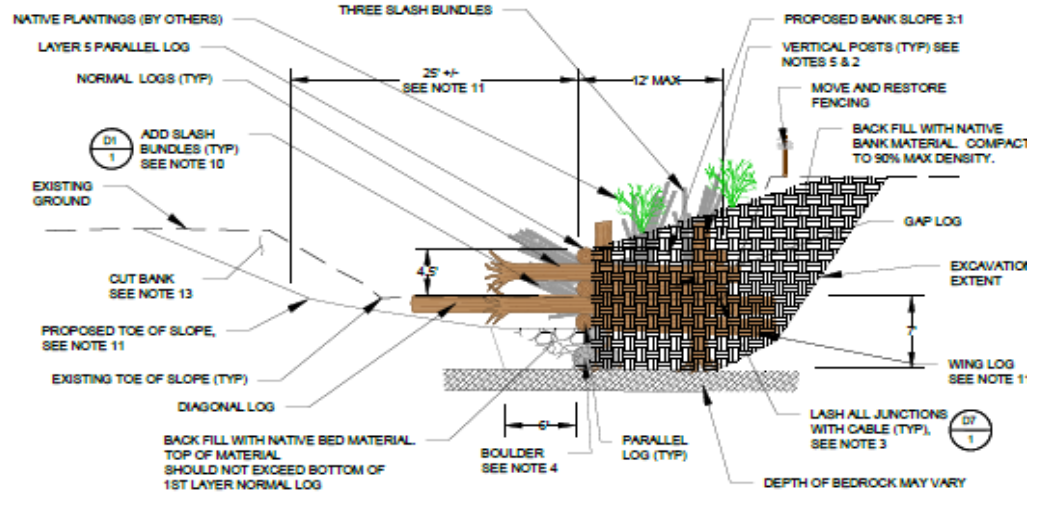 NATIVE PLANTINGS (BY OTHERS)
THREE SLASH BUNDLES
PROPOSED BANK SLOPE 3:1
LAYER 5 PARALLEL LOG
VERTICAL POSTS (TYP) SEE
NOTES 5 & 2
NORMAL LOGS (TYP)
25' +/-
SEE NOTE 11
12' MAX
MOVE AND RESTORE
FENCING
D1
1
ADD SLASH
BUNDLES (TYP)
SEE NOTE 10
BACK FILL WITH NATIVE
BANK MATERIAL. COMPACT
TO 90% MAX DENSITY.
EXISTING
GROUND
GAP LOG
4.5'
CUT BANK
SEE NOTE 13
EXCAVATION
EXTENT
PROPOSED TOE OF SLOPE,
SEE NOTE 11
7'
EXISTING TOE OF SLOPE (TYP)
WING LOG
SEE NOTE 11
DIAGONAL LOG
LASH ALL JUNCTIONS
WITH CABLE (TYP),
SEE NOTE 3
D7
1
6'
BACK FILL WITH NATIVE BED MATERIAL.
TOP OF MATERIAL
SHOULD NOT EXCEED BOTTOM OF
1ST LAYER NORMAL LOG
BOULDER
SEE NOTE 4
PARALLEL
LOG (TYP)
DEPTH OF BEDROCK MAY VARY